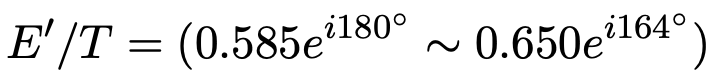 E′/T = (0.585e^{i180°} ∼ 0.650e^{i164°})